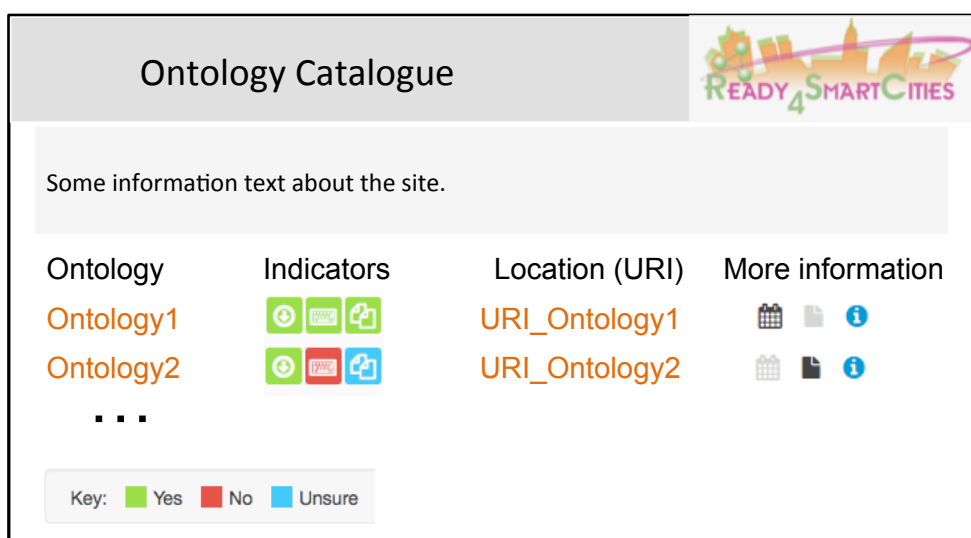 Ontology Catalogue
READY4SMARTCITIES
Some information text about the site.
Ontology Indicators Location (URI) More information
Ontology1 URI_Ontology1
Ontology2 URI_Ontology2
...
Key: Yes No Unsure